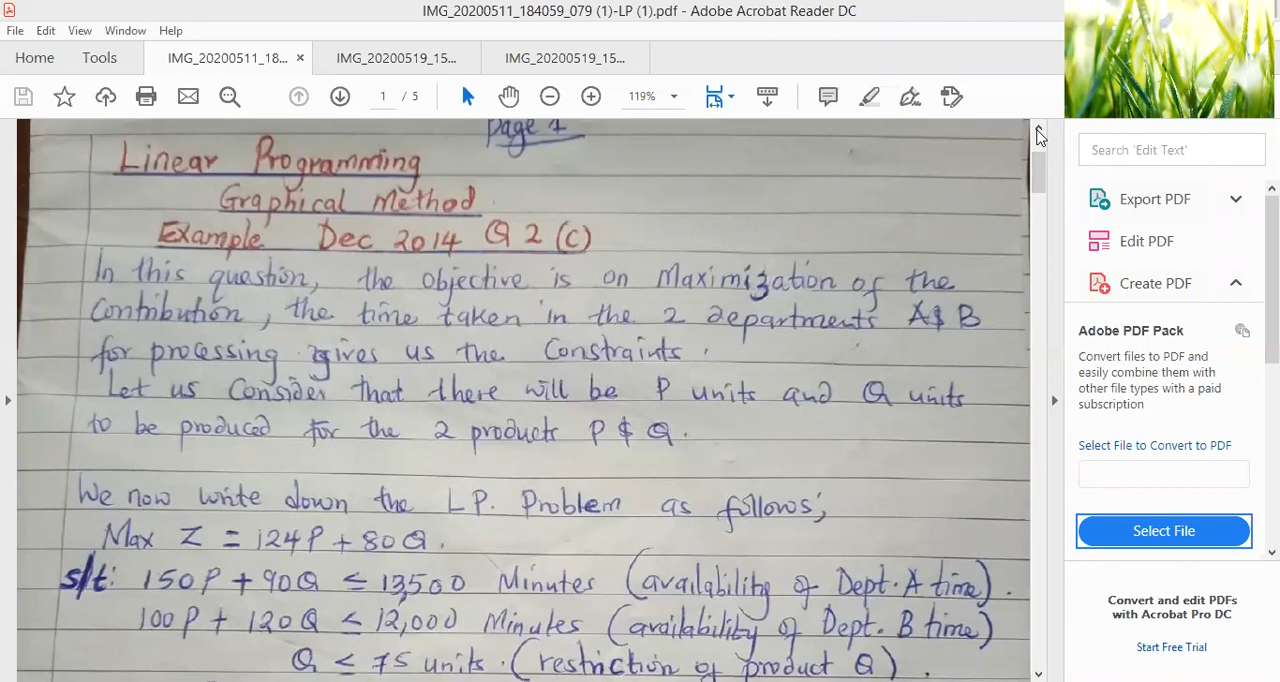 IMG_20200511_184059_079 (1)-LP (1).pdf - Adobe Acrobat Reader DC
File Edit View Window Help
Home Tools IMG_20200511_18... × IMG_20200519_15... IMG_20200519_15...
1 / 5 119%
Page 1
Linear Programming
Graphical Method
Example Dec 2014 Q 2 (C)
In this question, the objective is on Maximization of the
Contribution, the time taken in the 2 departments A & B
for processing gives us the Constraints.
Let us Consider that there will be P units and Q units
to be produced for the 2 products P & Q.
We now write down the LP. Problem as follows;
Max Z = 124P + 80Q.
s/t: 150P + 90Q ≤ 13,500 Minutes (availability of Dept. A time).
100P + 120Q ≤ 12,000 Minutes (availability of Dept. B time)
Q ≤ 75 units. (restriction of product Q).
Search 'Edit Text'
Export PDF
Edit PDF
Create PDF
Adobe PDF Pack
Convert files to PDF and
easily combine them with
other file types with a paid
subscription
Select File to Convert to PDF
Select File
Convert and edit PDFs
with Acrobat Pro DC
Start Free Trial